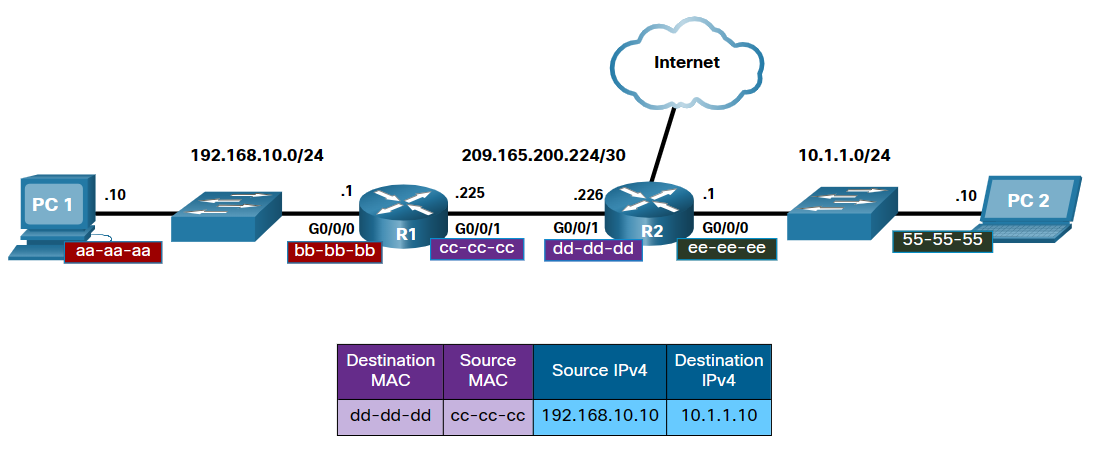 Internet
192.168.10.0/24
209.165.200.224/30
10.1.1.0/24
PC 1
.10
.1
.225
.226
.1
.10
PC 2
G0/0/0
R1
G0/0/1
G0/0/1
R2
G0/0/0
aa-aa-aa
bb-bb-bb
cc-cc-cc
dd-dd-dd
ee-ee-ee
55-55-55
Destination MAC
Source MAC
Source IPv4
Destination IPv4
dd-dd-dd
cc-cc-cc
192.168.10.10
10.1.1.10